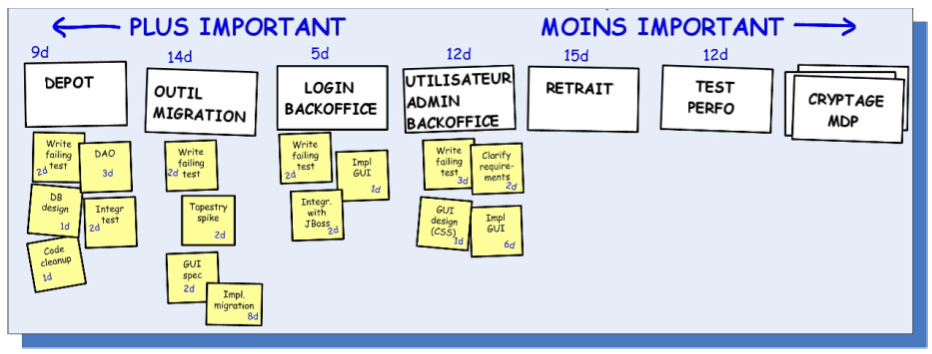 PLUS IMPORTANT
MOINS IMPORTANT
9d
14d
5d
12d
15d
12d
DEPOT
OUTIL
MIGRATION
LOGIN
BACKOFFICE
UTILISATEUR
ADMIN
BACKOFFICE
RETRAIT
TEST
PERFO
CRYPTAGE
MDP
Write
failing
test
2d
DAO
3d
DB
design
1d
Integr
test
2d
Code
cleanup
1d
Write
failing
test
2d
Tapestry
spike
2d
GUI
spec
2d
Impl.
migration
8d
Write
failing
test
2d
Impl
GUI
1d
Integr.
with
JBoss
2d
Write
failing
test
3d
Clarify
require-
ments
2d
GUI
design
(CSS)
1d
Impl
GUI
6d